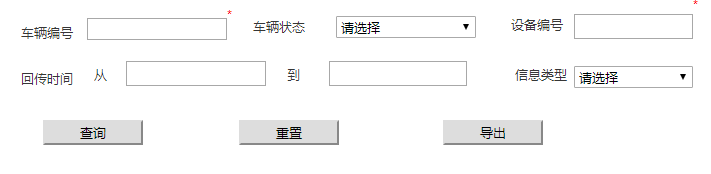 车辆编号 * 车辆状态 请选择 设备编号 *
回传时间 从 到 信息类型 请选择
查询 重置 导出